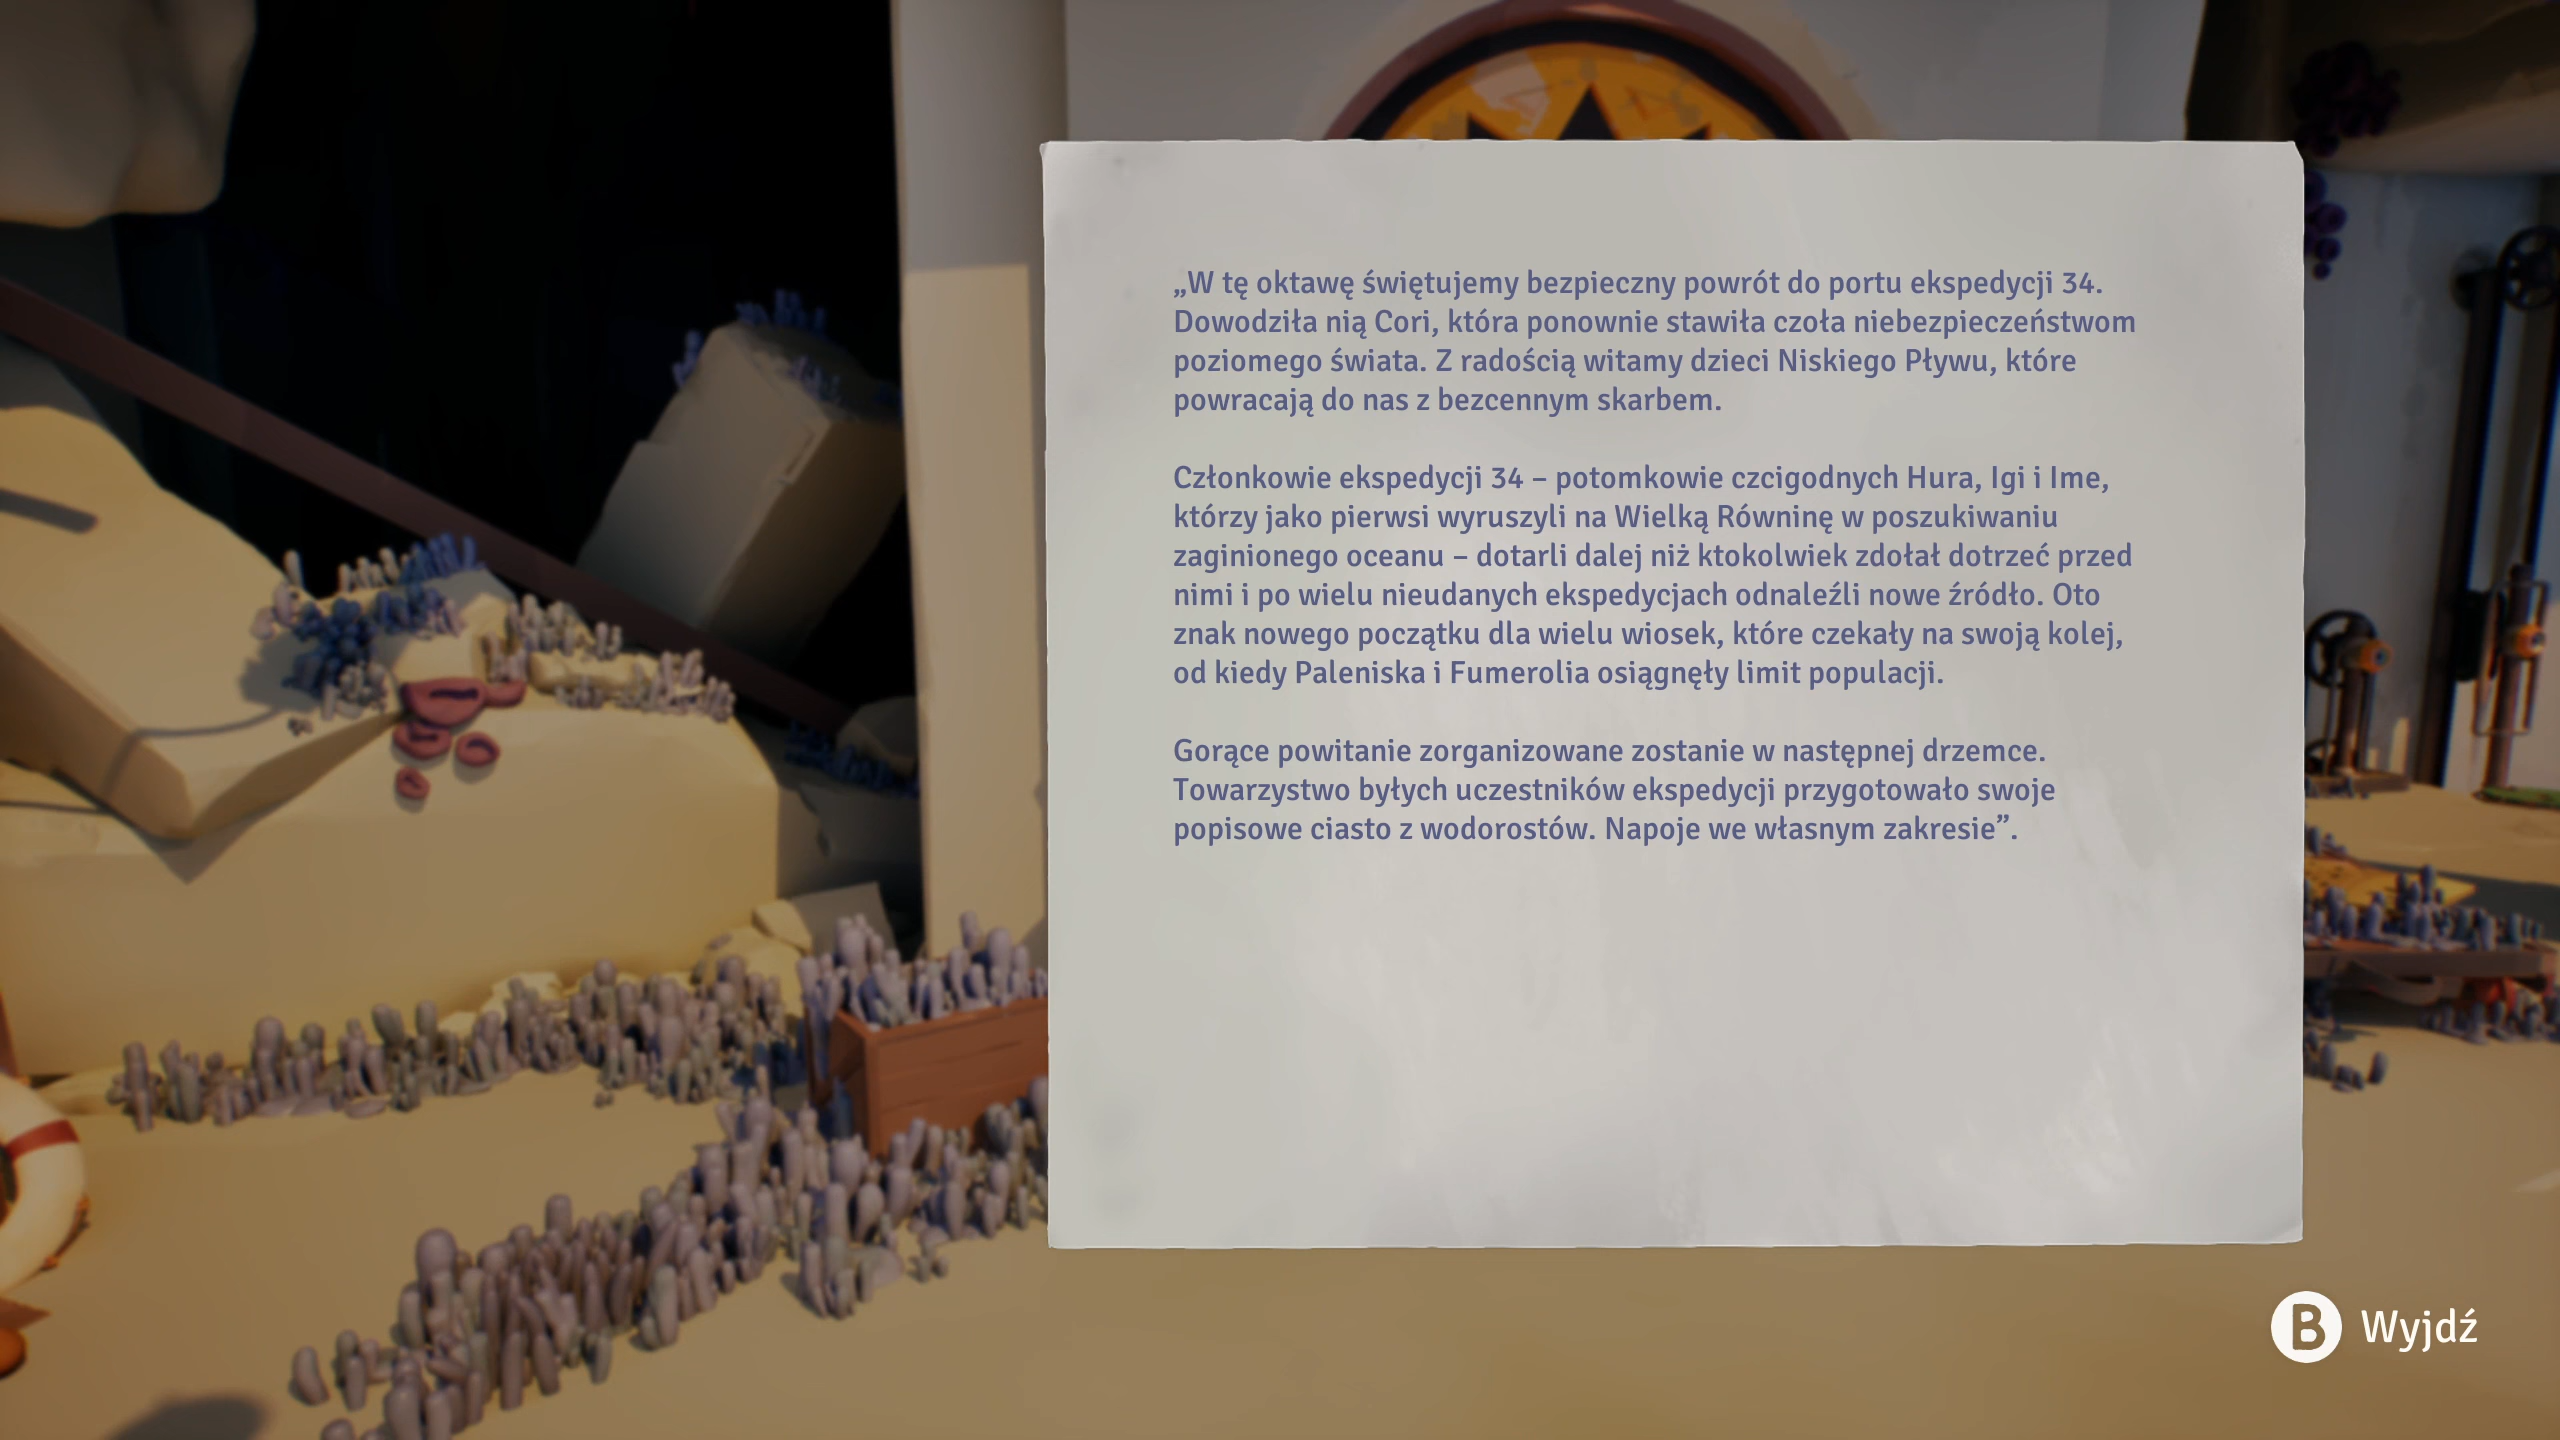 „W tę oktawę świętujemy bezpieczny powrót do portu ekspedycji 34.
Dowodziła nią Cori, która ponownie stawiła czoła niebezpieczeństwom
poziomego świata. Z radością witamy dzieci Niskiego Pływu, które
powracają do nas z bezcennym skarbem.
Członkowie ekspedycji 34 – potomkowie czcigodnych Hura, Igi i Ime,
którzy jako pierwsi wyruszyli na Wielką Równinę w poszukiwaniu
zaginionego oceanu – dotarli dalej niż ktokolwiek zdołał dotrzeć przed
nimi i po wielu nieudanych ekspedycjach odnaleźli nowe źródło. Oto
znak nowego początku dla wielu wiosek, które czekały na swoją kolej,
od kiedy Paleniska i Fumerolia osiągnęły limit populacji.
Gorące powitanie zorganizowane zostanie w następnej drzemce.
Towarzystwo byłych uczestników ekspedycji przygotowało swoje
popisowe ciasto z wodorostów. Napoje we własnym zakresie”.
B Wyjdź